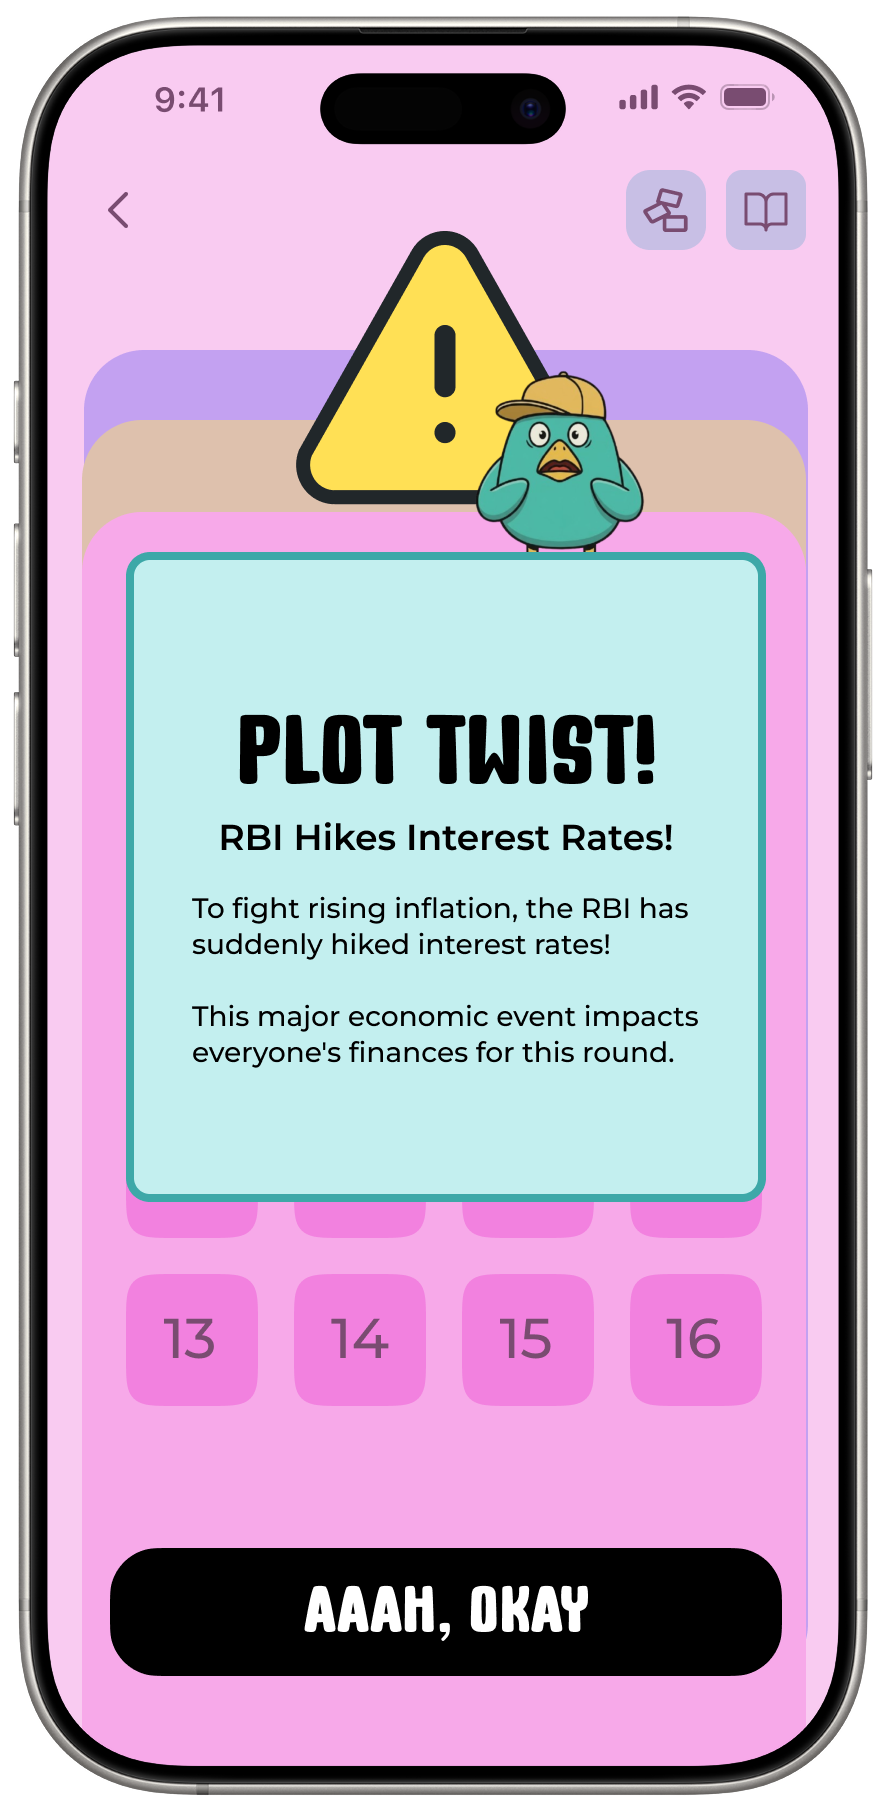 9:41
PLOT TWIST!
RBI Hikes Interest Rates!
To fight rising inflation, the RBI has
suddenly hiked interest rates!
This major economic event impacts
everyone's finances for this round.
13 14 15 16
AAAH, OKAY